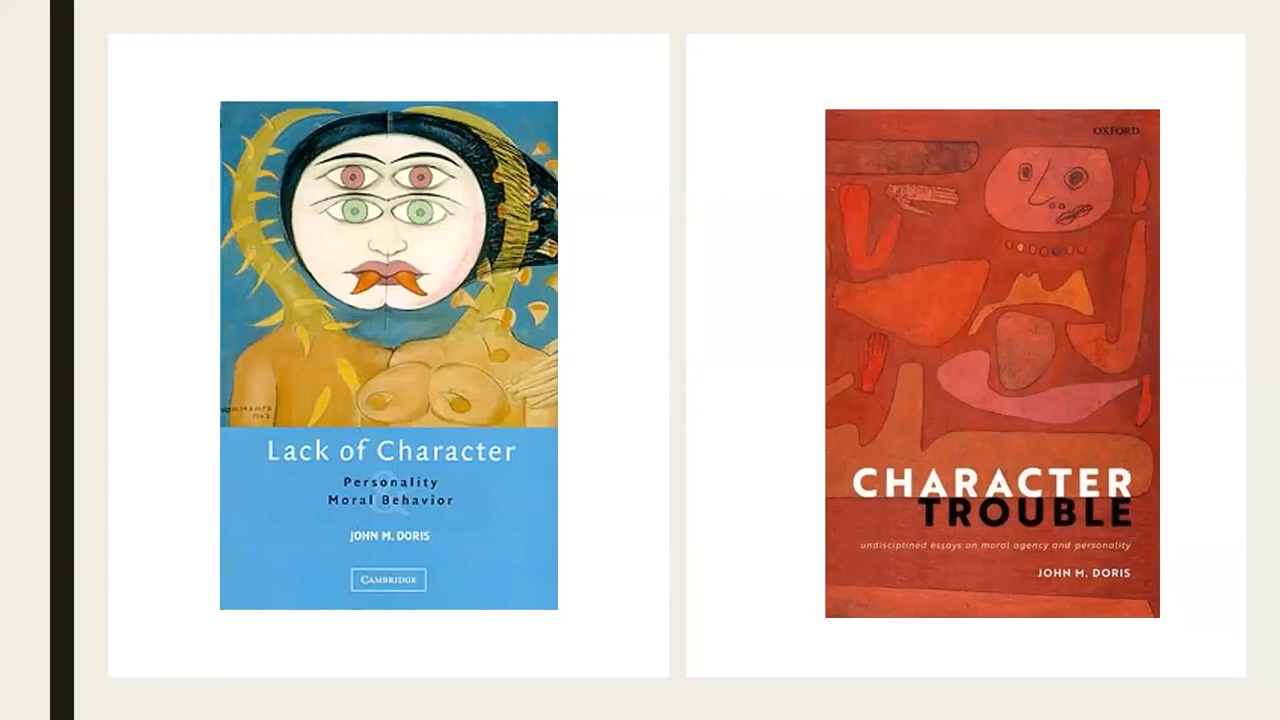 Lack of Character
Personality
&
Moral Behavior
JOHN M. DORIS
CAMBRIDGE
OXFORD
CHARACTER
TROUBLE
undisciplined essays on moral agency and personality
JOHN M. DORIS